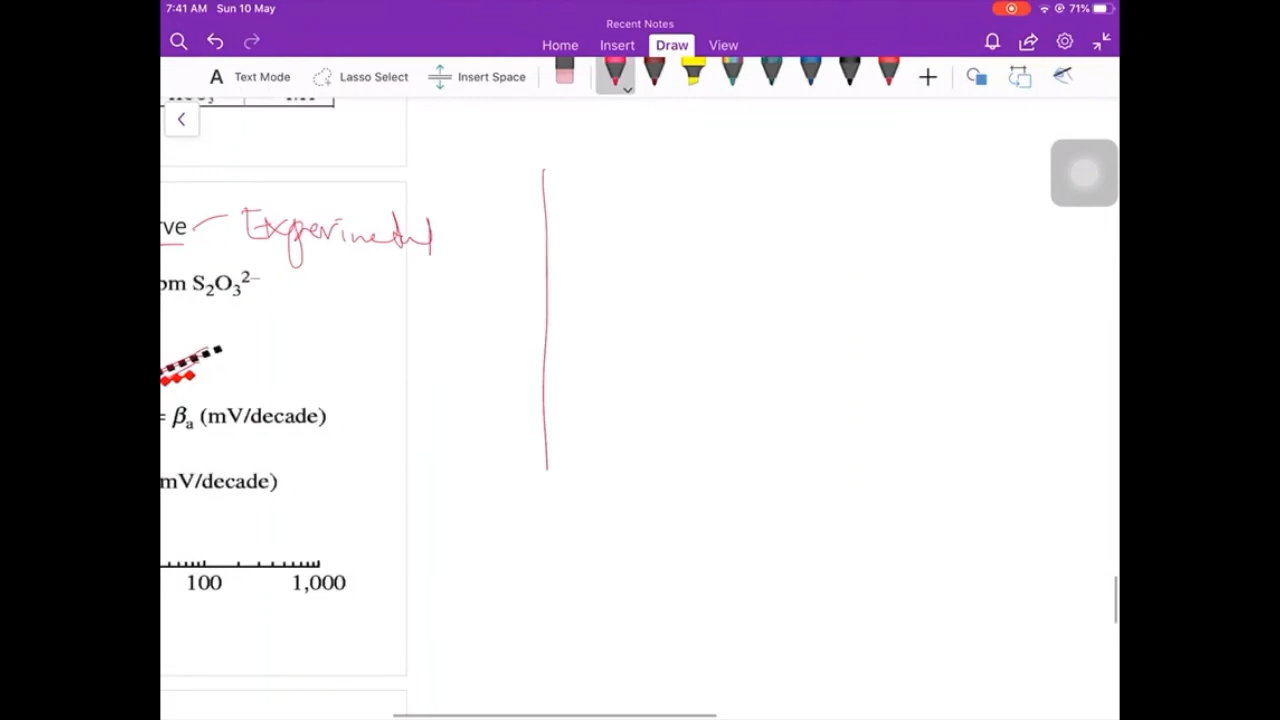 7:41 AM Sun 10 May
71%
Recent Notes
Home Insert Draw View
A Text Mode Lasso Select Insert Space
rve Experimental
om S₂O₃²⁻
= βₐ (mV/decade)
mV/decade)
100 1,000